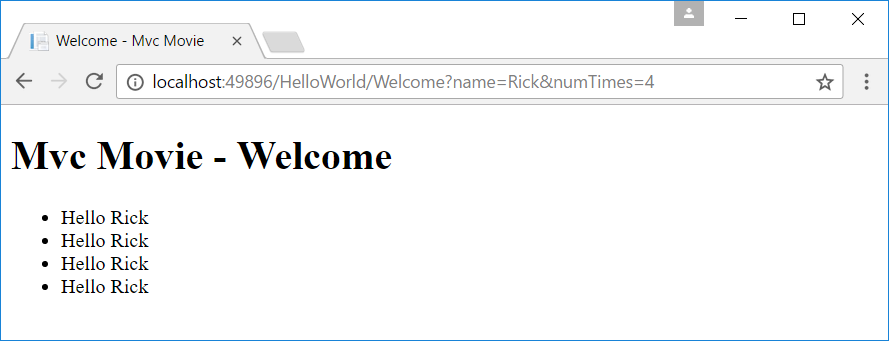 Welcome - Mvc Movie
localhost:49896/HelloWorld/Welcome?name=Rick&numTimes=4
Mvc Movie - Welcome
Hello Rick
Hello Rick
Hello Rick
Hello Rick